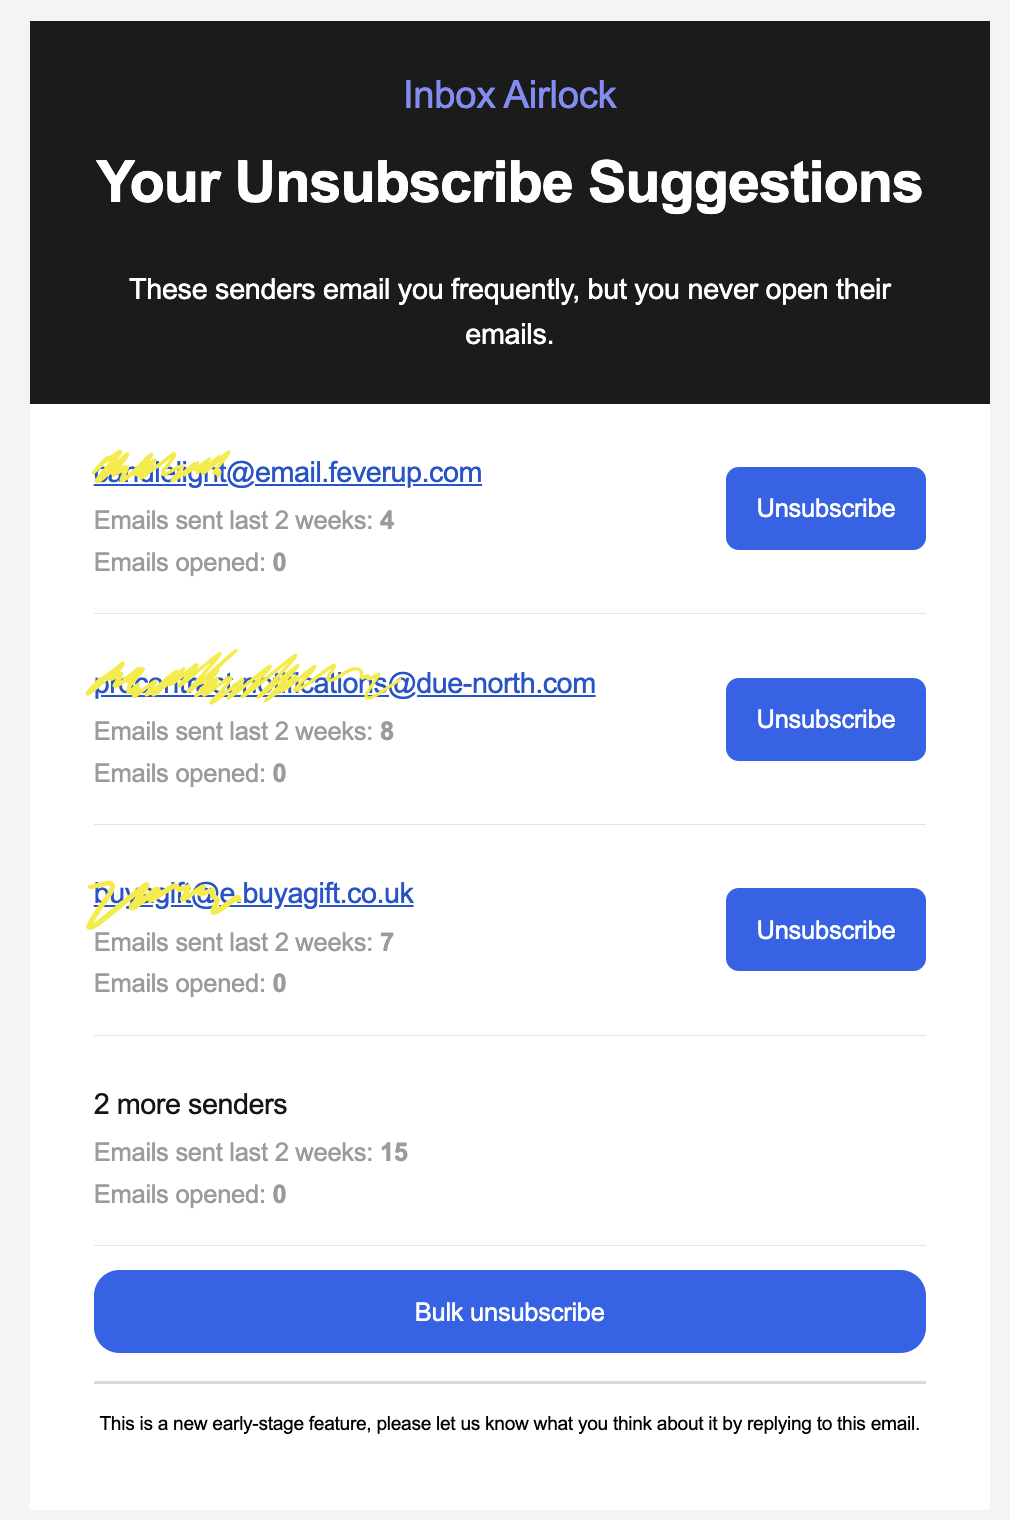 Inbox Airlock
Your Unsubscribe Suggestions
These senders email you frequently, but you never open their
emails.
@email.feverup.com
Unsubscribe
Emails sent last 2 weeks: 4
Emails opened: 0
@due-north.com
Unsubscribe
Emails sent last 2 weeks: 8
Emails opened: 0
e.buyagift.co.uk
Unsubscribe
Emails sent last 2 weeks: 7
Emails opened: 0
2 more senders
Emails sent last 2 weeks: 15
Emails opened: 0
Bulk unsubscribe
This is a new early-stage feature, please let us know what you think about it by replying to this email.